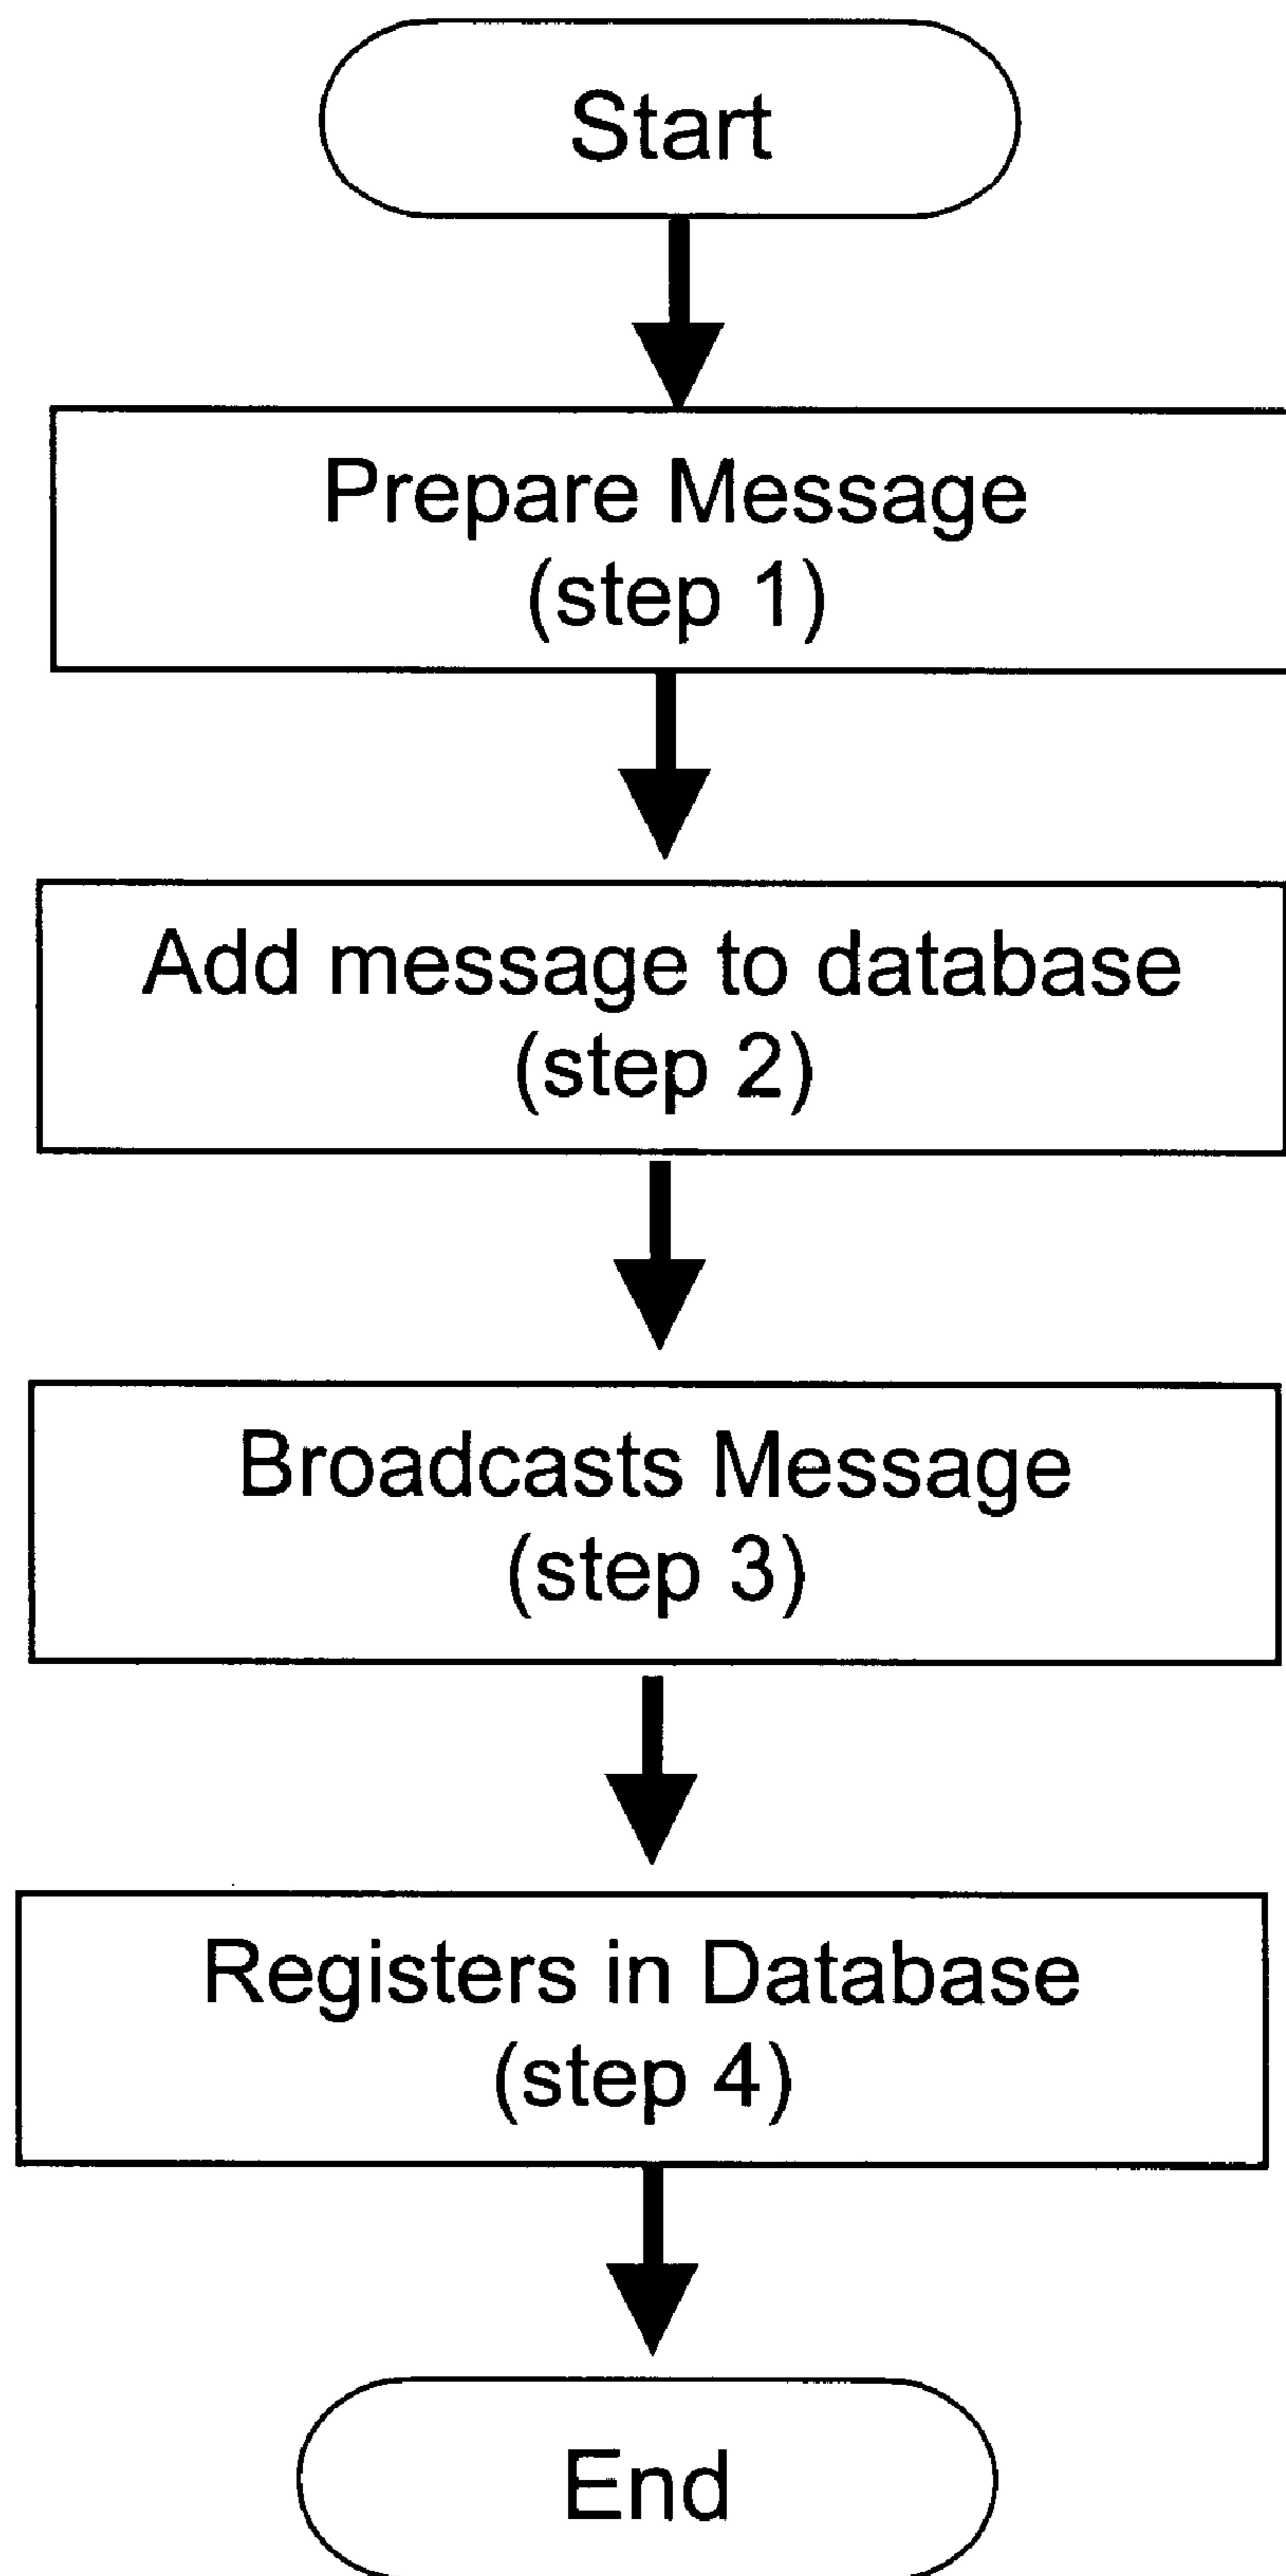 Start
Prepare Message
(step 1)
Add message to database
(step 2)
Broadcasts Message
(step 3)
Registers in Database
(step 4)
End